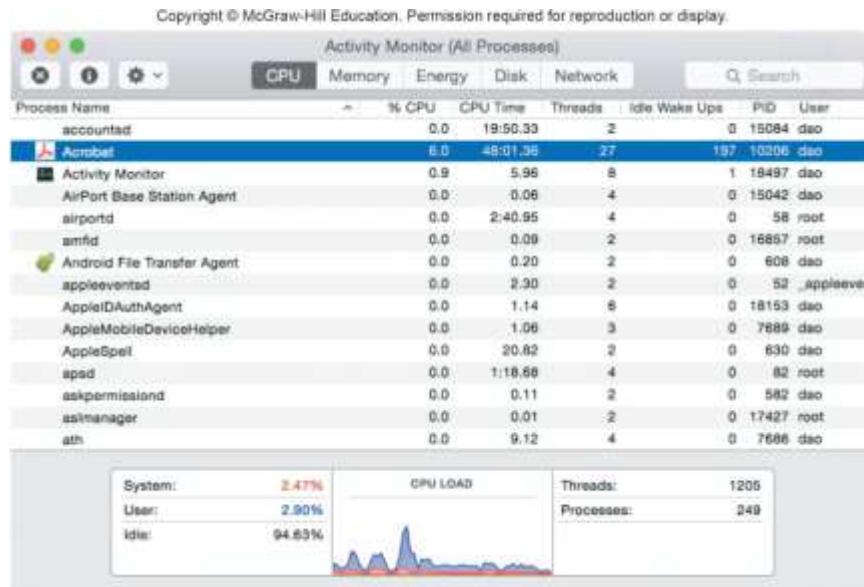 Copyright © McGraw-Hill Education. Permission required for reproduction or display.
Activity Monitor (All Processes)
CPU Memory Energy Disk Network Search
Process Name % CPU CPU Time Threads Idle Wake Ups PID User
accountsd 0.0 19:50.33 2 0 15084 dao
Acrobat 6.0 48:01.36 27 197 10206 dao
Activity Monitor 0.9 5.96 8 1 18497 dao
AirPort Base Station Agent 0.0 0.06 4 0 15042 dao
airportd 0.0 2:40.95 4 0 58 root
amfid 0.0 0.09 2 0 16857 root
Android File Transfer Agent 0.0 0.20 2 0 608 dao
appleeventsd 0.0 2.30 2 0 52 _appleeve
AppleIDAuthAgent 0.0 1.14 6 0 18153 dao
AppleMobileDeviceHelper 0.0 1.06 3 0 7689 dao
AppleSpell 0.0 20.82 2 0 630 dao
apsd 0.0 1:18.68 4 0 82 root
askpermissiond 0.0 0.11 2 0 582 dao
aslmanager 0.0 0.01 2 0 17427 root
ath 0.0 9.12 4 0 7688 dao
System: 2.47% CPU LOAD Threads: 1205
User: 2.90% Processes: 249
Idle: 94.63%